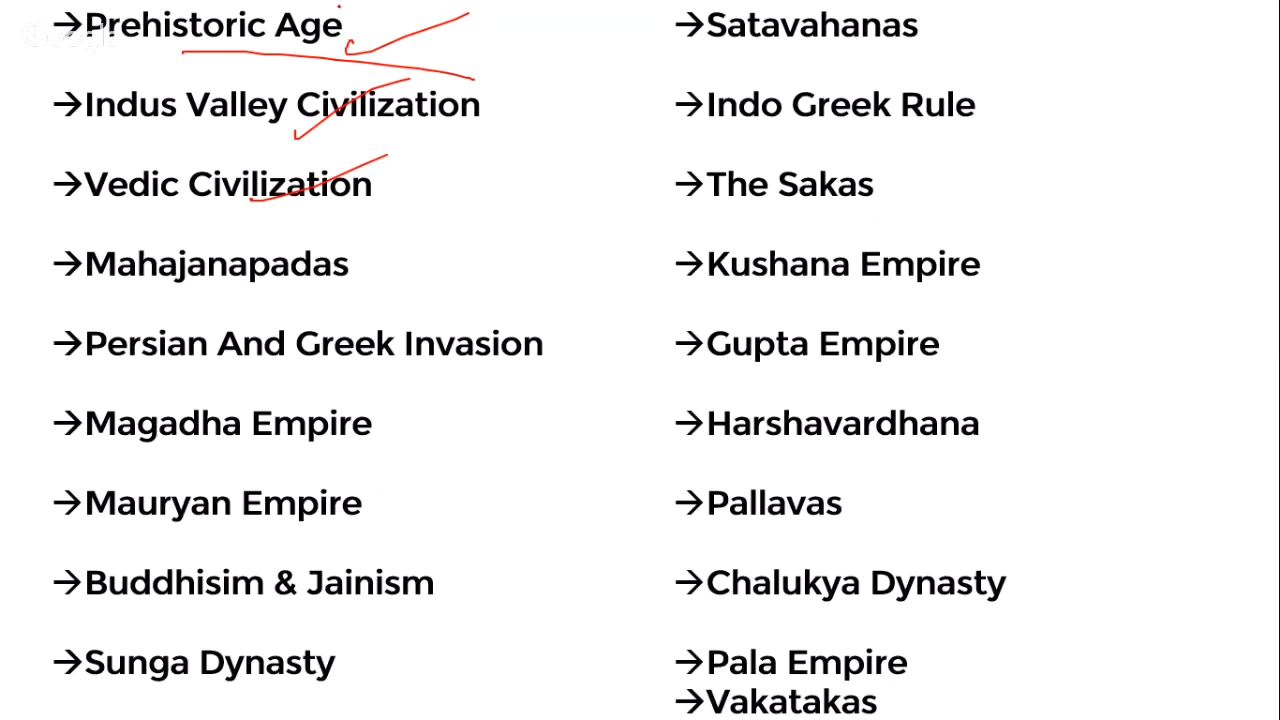 →Prehistoric Age
→Indus Valley Civilization
→Vedic Civilization
→Mahajanapadas
→Persian And Greek Invasion
→Magadha Empire
→Mauryan Empire
→Buddhisim & Jainism
→Sunga Dynasty
→Satavahanas
→Indo Greek Rule
→The Sakas
→Kushana Empire
→Gupta Empire
→Harshavardhana
→Pallavas
→Chalukya Dynasty
→Pala Empire
→Vakatakas